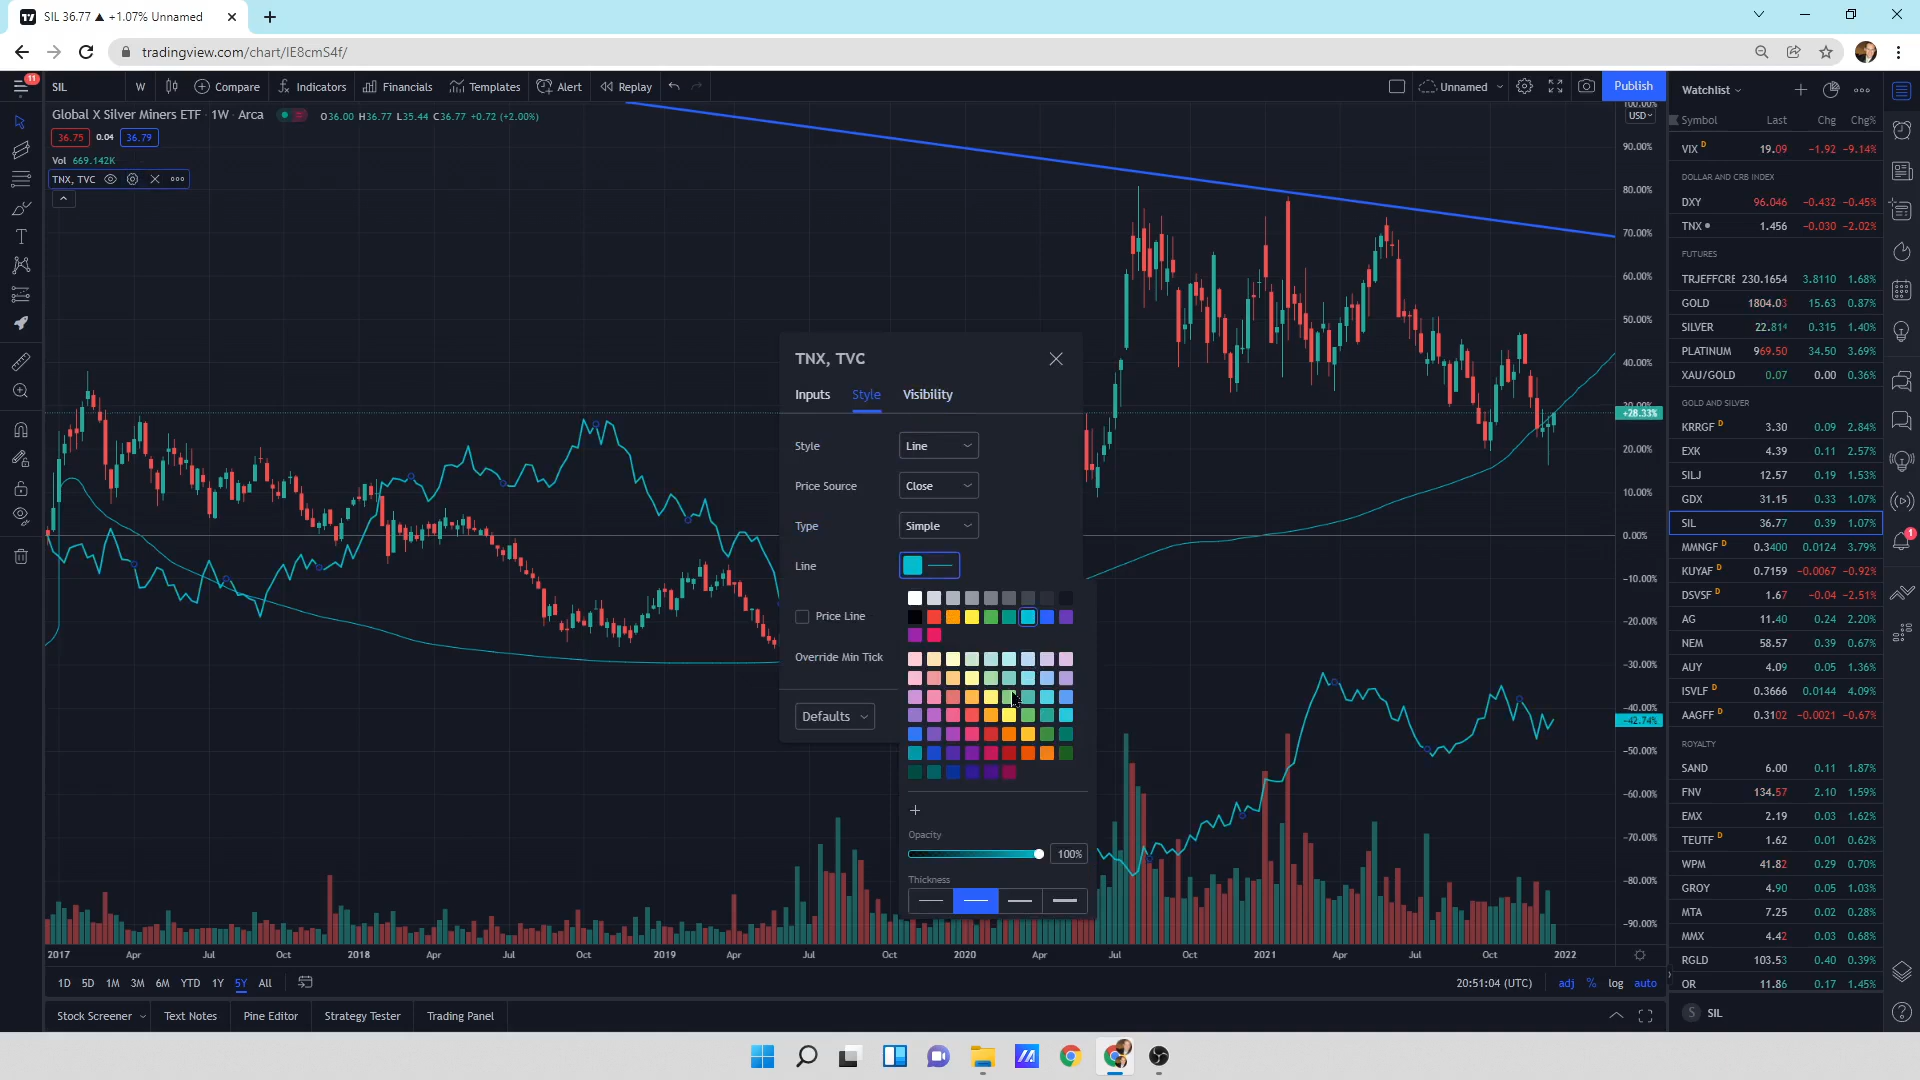 SIL 36.77 ▲ +1.07% Unnamed
tradingview.com/chart/IE8cmS4f/
11
SIL
W
Compare
Indicators
Financials
Templates
Alert
Replay
Unnamed
Publish
Global X Silver Miners ETF · 1W · Arca
O36.00 H36.77 L35.44 C36.77 +0.72 (+2.00%)
36.75
0.04
36.79
Vol 669.142K
TNX, TVC
TNX, TVC
Inputs
Style
Visibility
Style
Line
Price Source
Close
Type
Simple
Line
Price Line
Override Min Tick
Defaults
Opacity
100%
Thickness
100.00%
USD
90.00%
80.00%
70.00%
60.00%
50.00%
40.00%
30.00%
+28.33%
20.00%
10.00%
0.00%
−10.00%
−20.00%
−30.00%
−40.00%
−42.74%
−50.00%
−60.00%
−70.00%
−80.00%
−90.00%
2017 Apr Jul Oct 2018 Apr Jul Oct 2019 Apr Jul Oct 2020 Apr Jul Oct 2021 Apr Jul Oct 2022
1D 5D 1M 3M 6M YTD 1Y 5Y All
20:51:04 (UTC)
adj % log auto
Stock Screener
Text Notes
Pine Editor
Strategy Tester
Trading Panel
Watchlist
Symbol Last Chg Chg%
VIX D 19.09 −1.92 −9.14%
DOLLAR AND CRB INDEX
DXY 96.046 −0.432 −0.45%
TNX 1.456 −0.030 −2.02%
FUTURES
TRJEFFCRE 230.1654 3.8110 1.68%
GOLD 1804.03 15.63 0.87%
SILVER 22.814 0.315 1.40%
PLATINUM 969.50 34.50 3.69%
XAU/GOLD 0.07 0.00 0.36%
GOLD AND SILVER
KRRGF D 3.30 0.09 2.84%
EXK 4.39 0.11 2.57%
SILJ 12.57 0.19 1.53%
GDX 31.15 0.33 1.07%
SIL 36.77 0.39 1.07%
MMNGF D 0.3400 0.0124 3.79%
KUYAF D 0.7159 −0.0067 −0.92%
DSVSF D 1.67 −0.04 −2.51%
AG 11.40 0.24 2.20%
NEM 58.57 0.39 0.67%
AUY 4.09 0.05 1.36%
ISVLF D 0.3666 0.0144 4.09%
AAGFF D 0.3102 −0.0021 −0.67%
ROYALTY
SAND 6.00 0.11 1.87%
FNV 134.57 2.10 1.59%
EMX 2.19 0.03 1.62%
TEUTF D 1.62 0.01 0.62%
WPM 41.82 0.29 0.70%
GROY 4.90 0.05 1.03%
MTA 7.25 0.02 0.28%
MMX 4.42 0.03 0.68%
RGLD 103.53 0.40 0.39%
OR 11.86 0.17 1.45%
S SIL
1